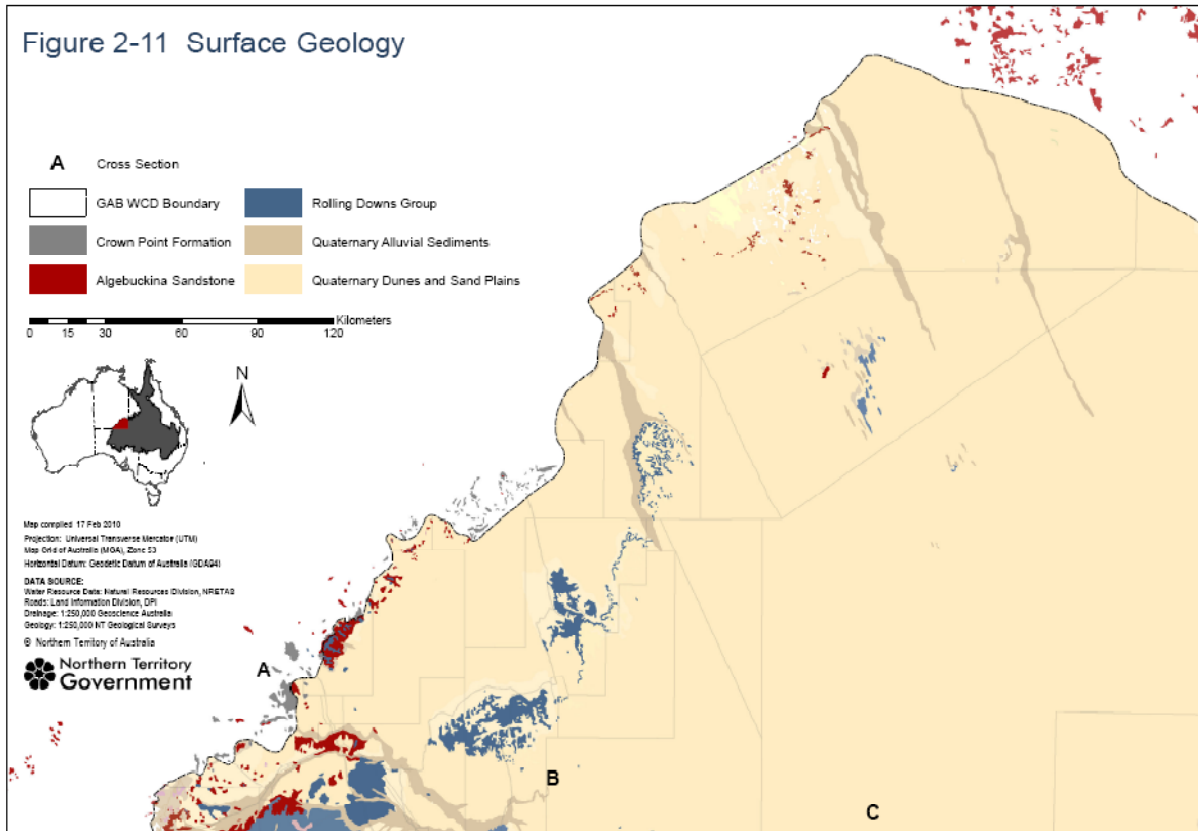 Figure 2-11 Surface Geology
A Cross Section
GAB WCD Boundary
Rolling Downs Group
Crown Point Formation
Quaternary Alluvial Sediments
Algebuckina Sandstone
Quaternary Dunes and Sand Plains
Kilometers
0 15 30 60 90 120
N
Map compiled 17 Feb 2010
Projection: Universal Transverse Mercator (UTM)
Map Grid of Australia (MGA), Zone 53
Horizontal Datum: Geodetic Datum of Australia (GDA94)
DATA SOURCE:
Water Resource Data: Natural Resources Division, NRETAS
Roads: Land Information Division, DPI
Drainage: 1:250,000 Geoscience Australia
Geology: 1:250,000 NT Geological Surveys
© Northern Territory of Australia
Northern Territory
Government
A
B
C